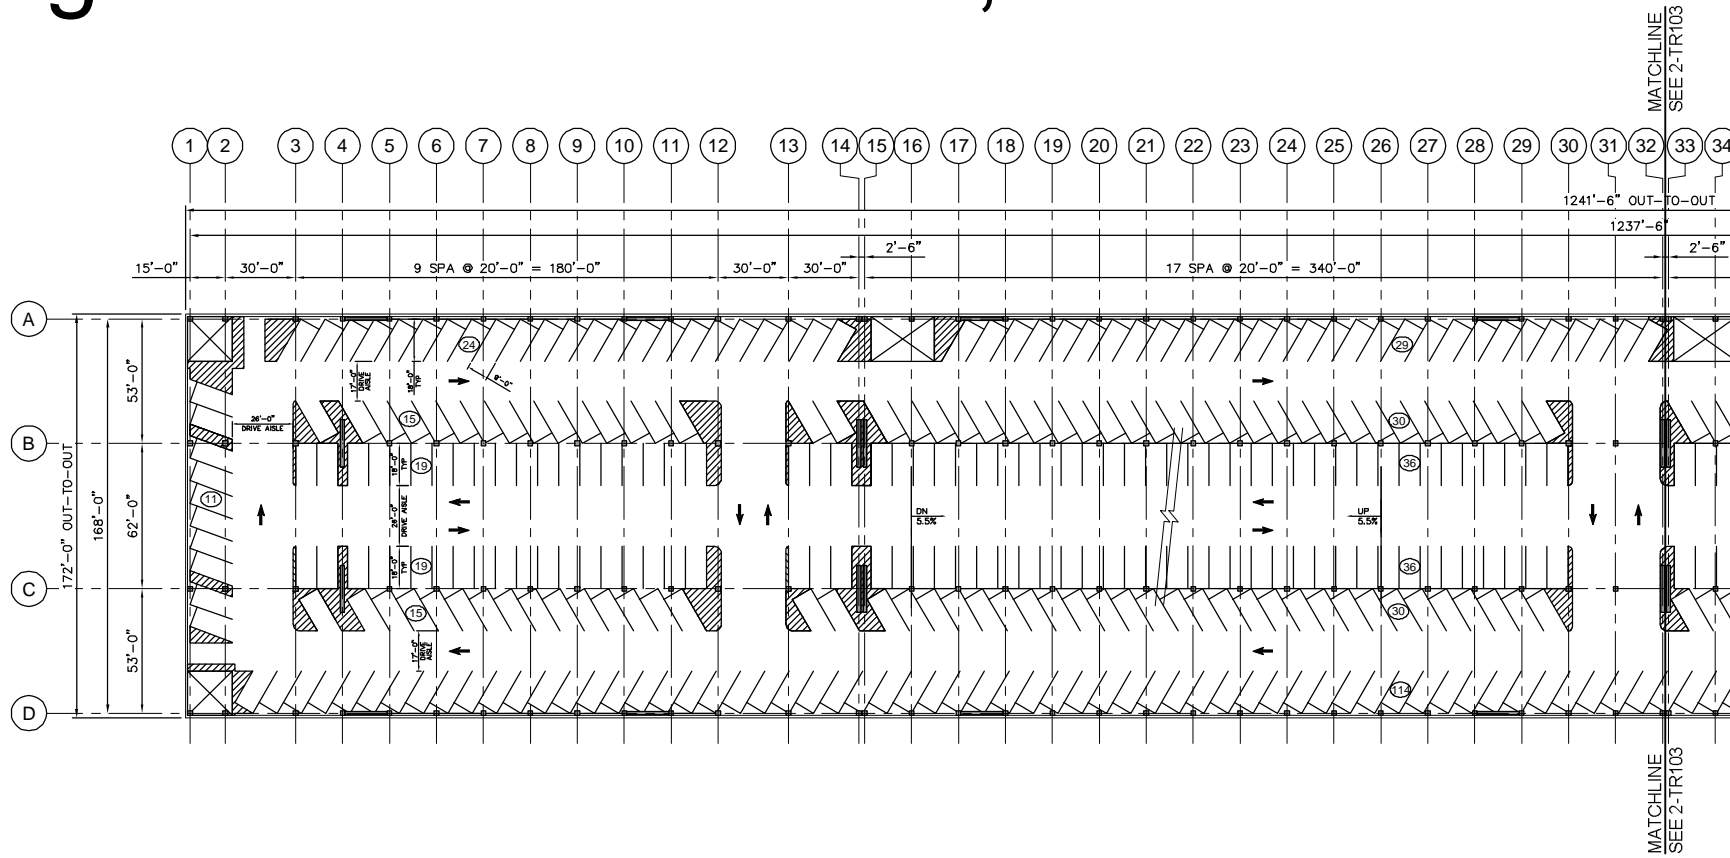 MATCHLINE
SEE 2-TR103
1 2 3 4 5 6 7 8 9 10 11 12 13 14 15 16 17 18 19 20 21 22 23 24 25 26 27 28 29 30 31 32 33 34
1241'-6" OUT-TO-OUT
1237'-6"
2'-6" 2'-6"
15'-0" 30'-0" 9 SPA @ 20'-0" = 180'-0" 30'-0" 30'-0" 17 SPA @ 20'-0" = 340'-0"
A
24 29
53'-0"
17'-0"
DRIVE
AISLE
18'-0"
TYP
9'-0"
15 30
26'-0"
DRIVE AISLE
B
19 36
18'-0"
TYP
172'-0" OUT-TO-OUT
168'-0"
62'-0"
11
26'-0"
DRIVE AISLE
DN
5.5%
UP
5.5%
18'-0"
TYP
19 36
C
15 30
53'-0"
17'-0"
DRIVE
AISLE
114
D
MATCHLINE
SEE 2-TR103